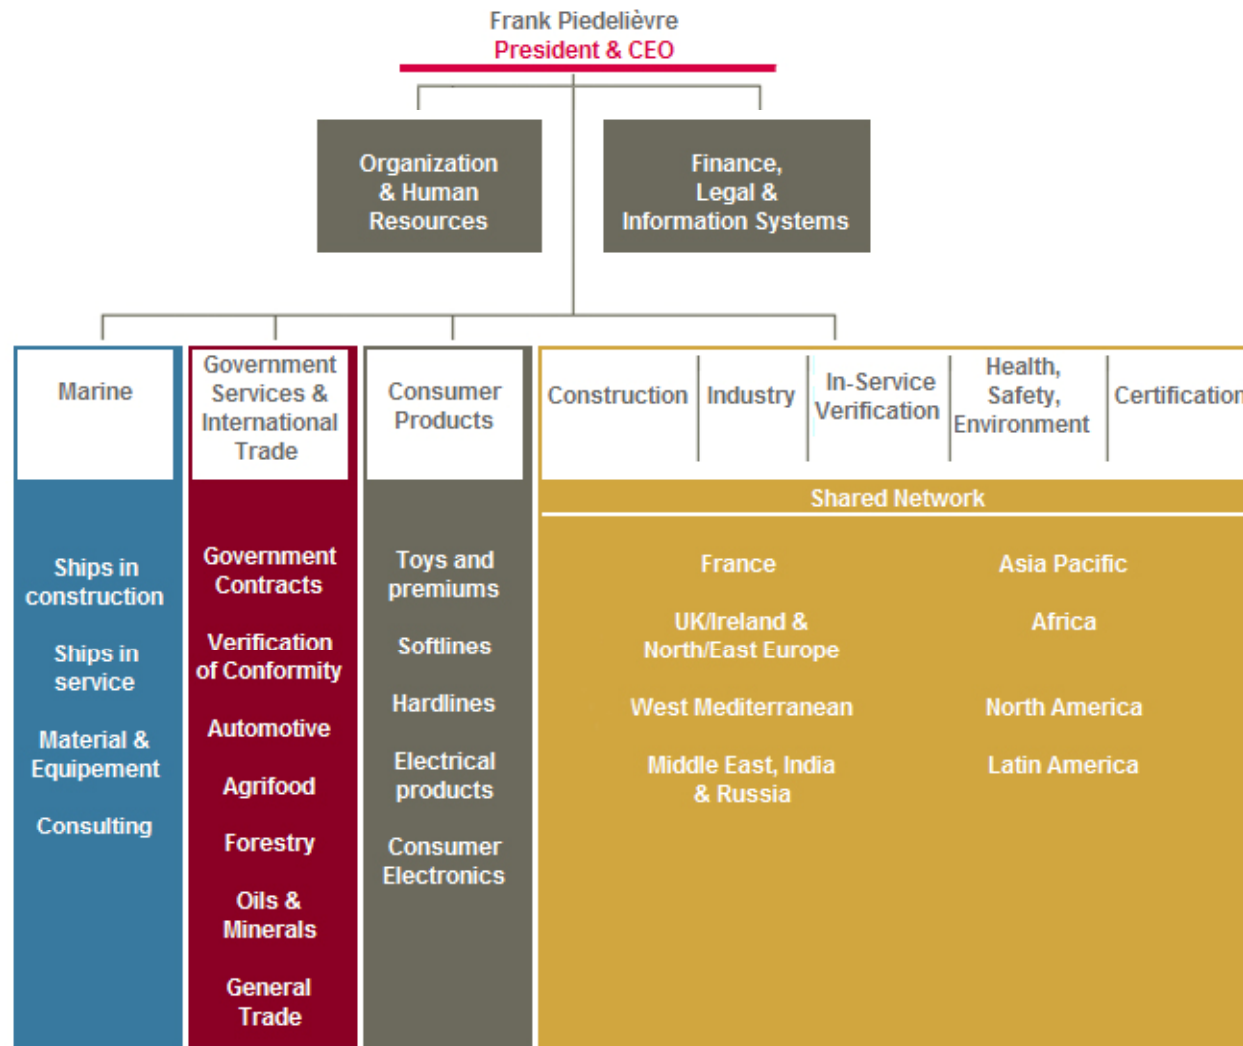 Frank Piedelièvre
President & CEO
Organization
& Human
Resources
Finance,
Legal &
Information Systems
Marine
Government
Services &
International
Trade
Consumer
Products
Construction
Industry
In-Service
Verification
Health,
Safety,
Environment
Certification
Ships in
construction
Ships in
service
Material &
Equipement
Consulting
Government
Contracts
Verification
of Conformity
Automotive
Agrifood
Forestry
Oils &
Minerals
General
Trade
Toys and
premiums
Softlines
Hardlines
Electrical
products
Consumer
Electronics
Shared Network
France
UK/Ireland &
North/East Europe
West Mediterranean
Middle East, India
& Russia
Asia Pacific
Africa
North America
Latin America